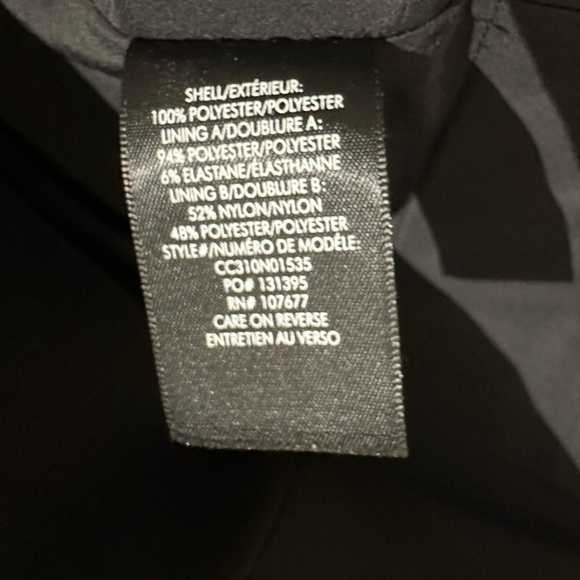 SHELL/EXTÉRIEUR:
100% POLYESTER/POLYESTER
LINING A/DOUBLURE A:
94% POLYESTER/POLYESTER
6% ELASTANE/ÉLASTHANNE
LINING B/DOUBLURE B:
52% NYLON/NYLON
48% POLYESTER/POLYESTER
STYLE#/NUMÉRO DE MODÈLE:
CC310N01535
PO# 131395
RN# 107677
CARE ON REVERSE
ENTRETIEN AU VERSO